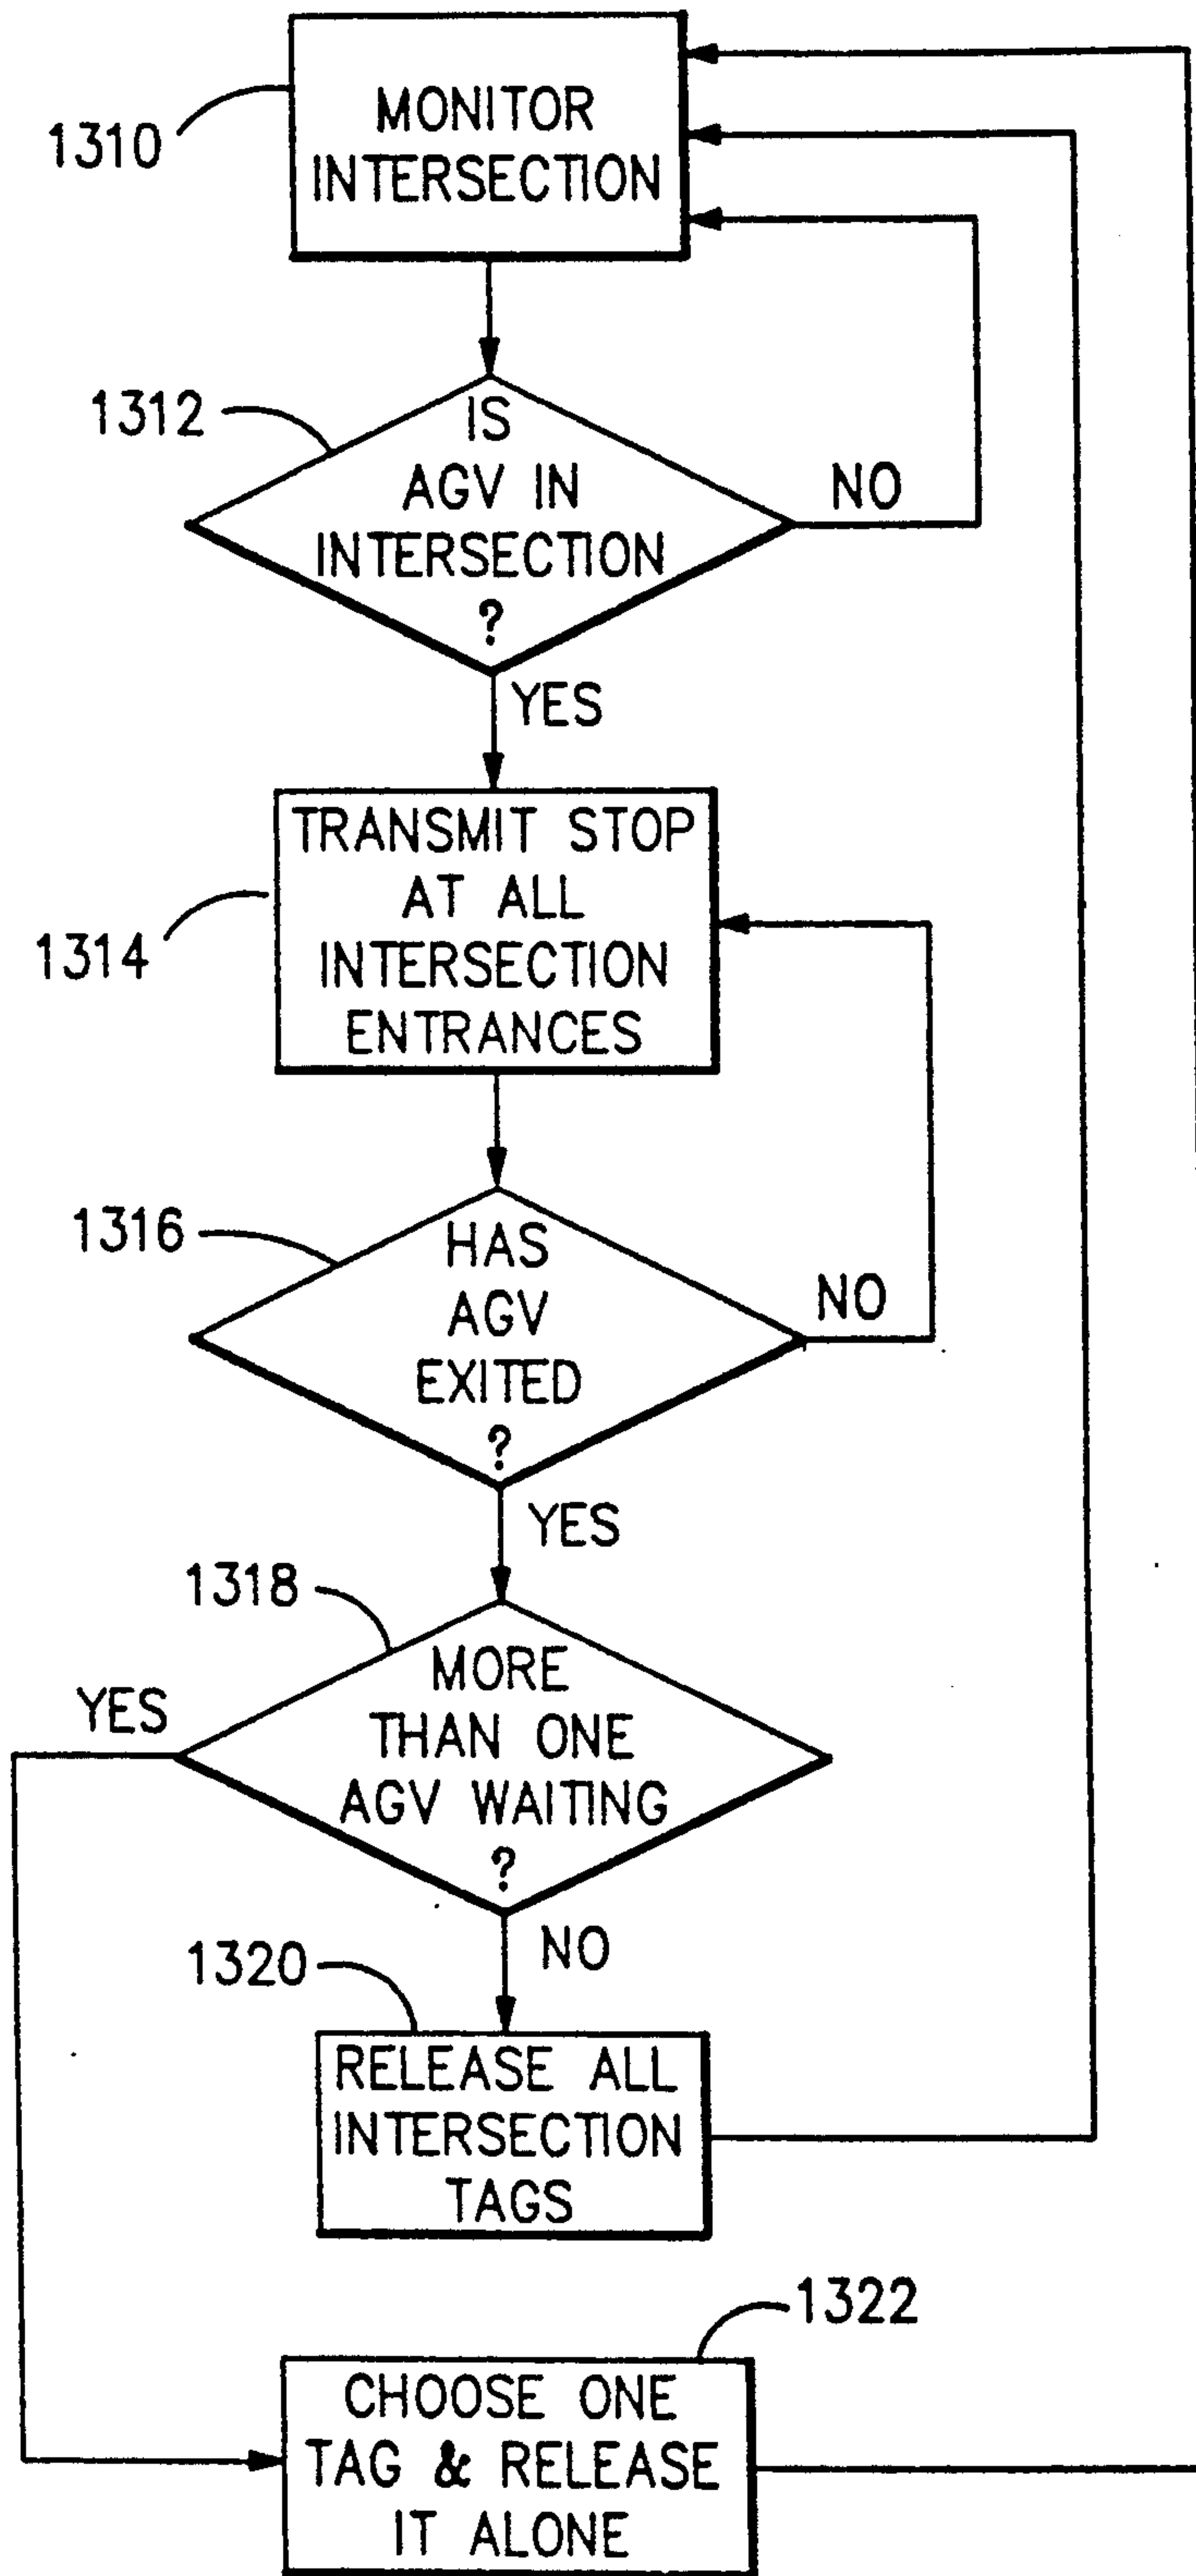 1310
MONITOR
INTERSECTION
1312
IS
AGV IN
INTERSECTION
?
NO
YES
1314
TRANSMIT STOP
AT ALL
INTERSECTION
ENTRANCES
1316
HAS
AGV
EXITED
?
NO
YES
1318
MORE
THAN ONE
AGV WAITING
?
YES
NO
1320
RELEASE ALL
INTERSECTION
TAGS
1322
CHOOSE ONE
TAG & RELEASE
IT ALONE